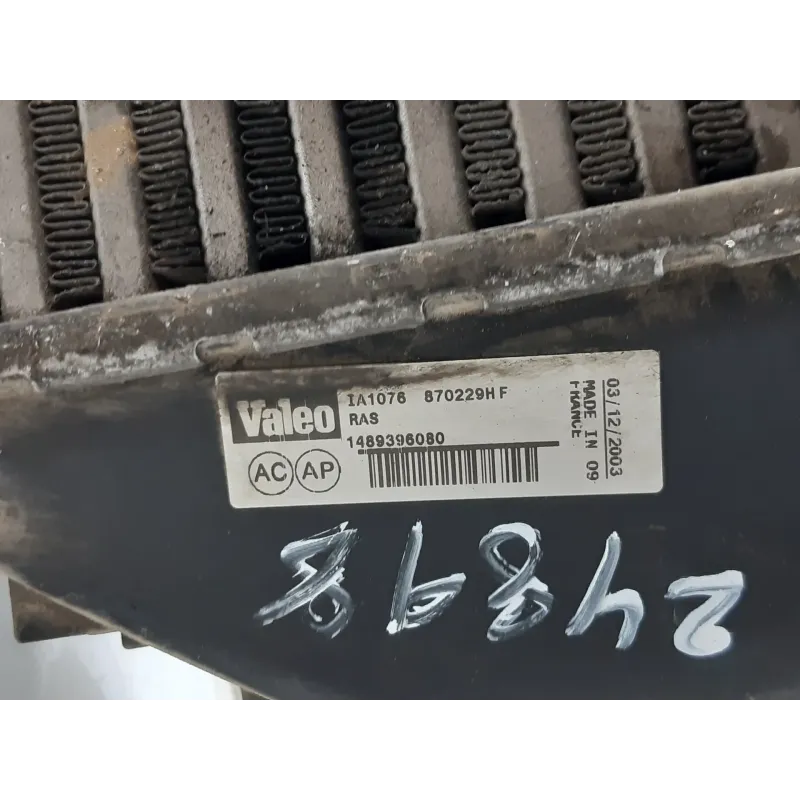 Valeo
IA1076 870229HF
RAS
1489396080
AC AP
03/12/2003
MADE IN 09
FRANCE
24898